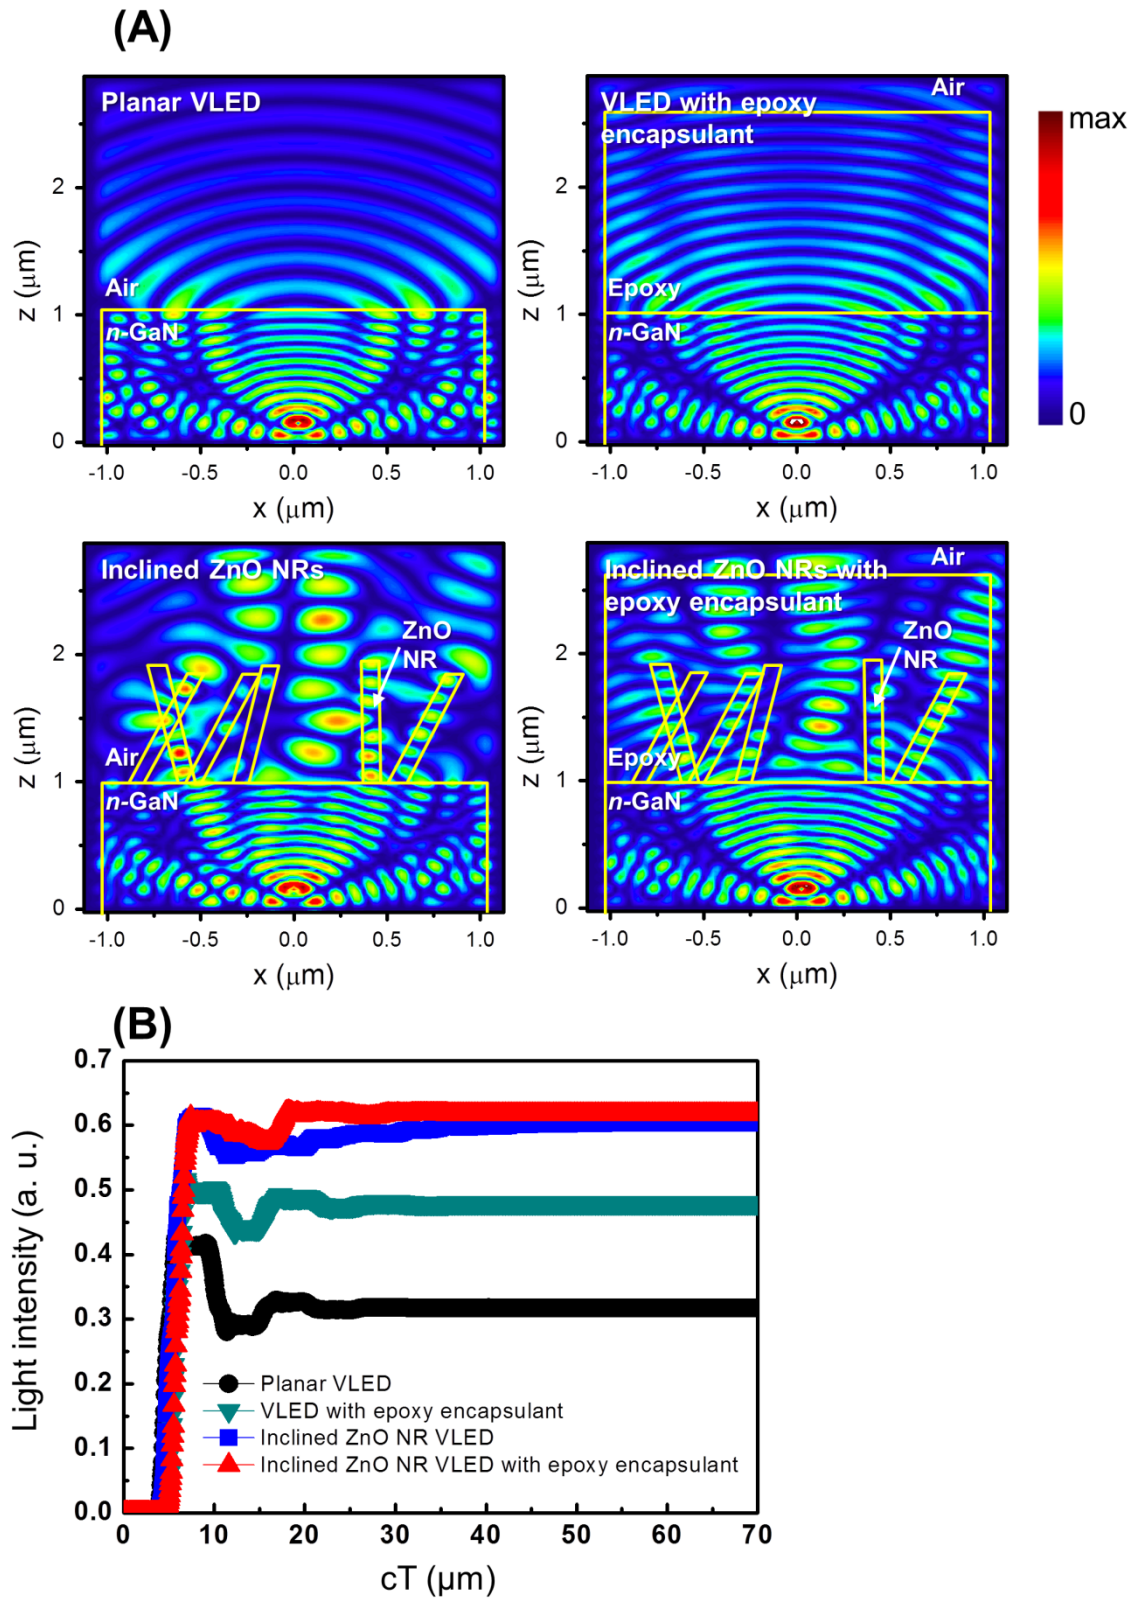 (A)
Planar VLED
Air
n-GaN
z (μm)
2
1
0
-1.0
-0.5
0.0
0.5
1.0
x (μm)
VLED with epoxy
encapsulant
Air
Epoxy
n-GaN
z (μm)
2
1
0
-1.0
-0.5
0.0
0.5
1.0
x (μm)
max
0
Inclined ZnO NRs
ZnO
NR
Air
n-GaN
z (μm)
2
1
0
-1.0
-0.5
0.0
0.5
1.0
x (μm)
Inclined ZnO NRs with
epoxy encapsulant
Air
ZnO
NR
Epoxy
n-GaN
z (μm)
2
1
0
-1.0
-0.5
0.0
0.5
1.0
x (μm)
(B)
Light intensity (a. u.)
0.7
0.6
0.5
0.4
0.3
0.2
0.1
0.0
Planar VLED
VLED with epoxy encapsulant
Inclined ZnO NR VLED
Inclined ZnO NR VLED with epoxy encapsulant
0
10
20
30
40
50
60
70
cT (μm)